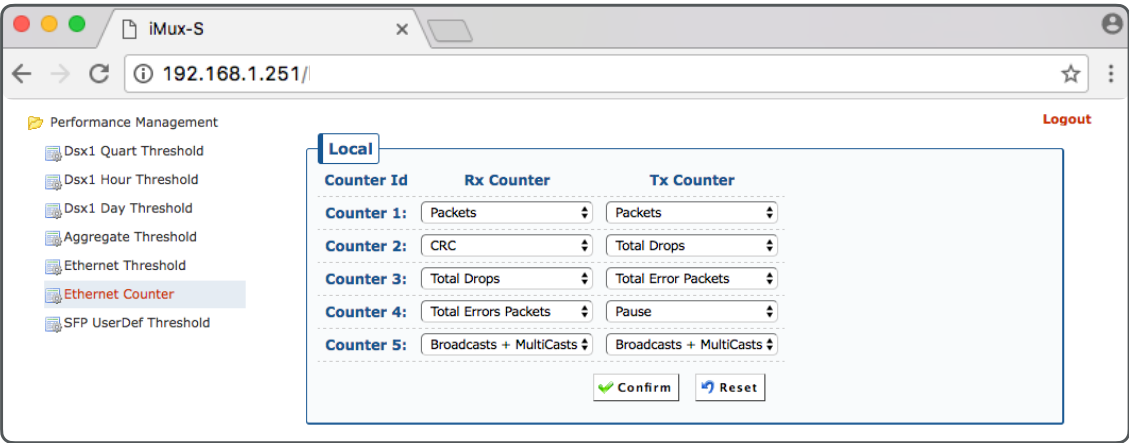 iMux-S
192.168.1.251/
Performance Management
Dsx1 Quart Threshold
Dsx1 Hour Threshold
Dsx1 Day Threshold
Aggregate Threshold
Ethernet Threshold
Ethernet Counter
SFP UserDef Threshold
Logout
Local
Counter Id Rx Counter Tx Counter
Counter 1: Packets Packets
Counter 2: CRC Total Drops
Counter 3: Total Drops Total Error Packets
Counter 4: Total Errors Packets Pause
Counter 5: Broadcasts + MultiCasts Broadcasts + MultiCasts
Confirm Reset